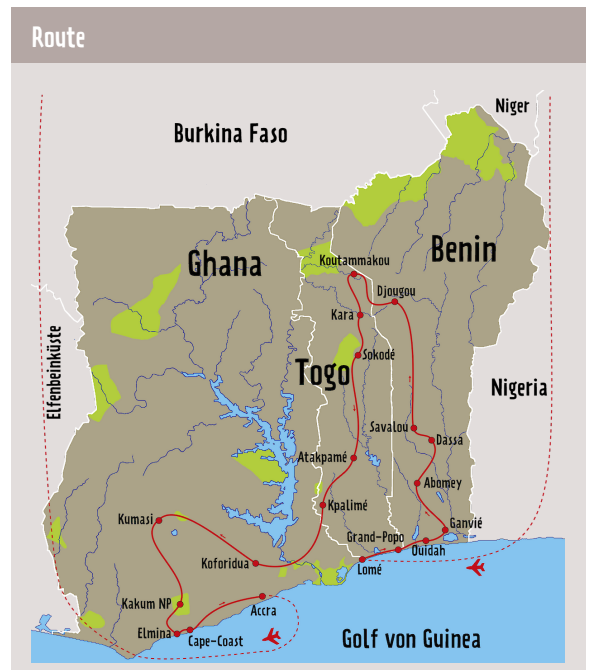 Route
Niger
Burkina Faso
Ghana
Benin
Koutammakou
Djougou
Kara
Elfenbeinküste
Sokodé
Togo
Nigeria
Savalou
Dassa
Atakpamé
Abomey
Kpalimé
Kumasi
Ganvié
Grand-Popo
Ouidah
Koforidua
Lomé
Kakum NP
Accra
Elmina
Cape-Coast
Golf von Guinea